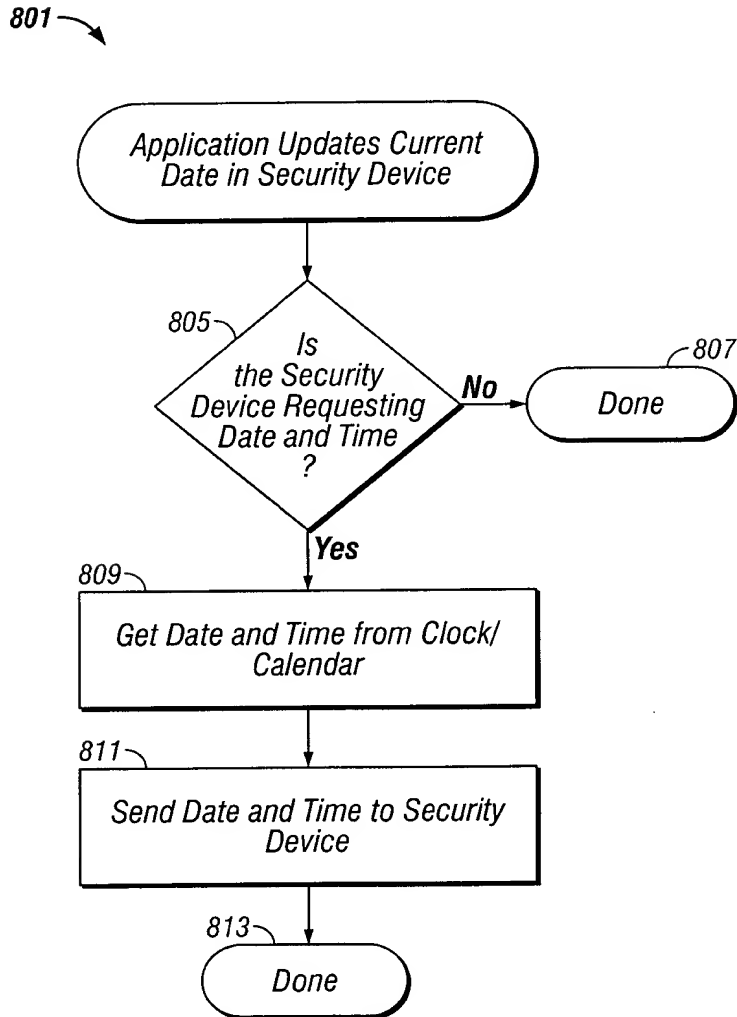 801
Application Updates Current
Date in Security Device
805
Is
the Security
Device Requesting
Date and Time
?
No
807
Done
Yes
809
Get Date and Time from Clock/
Calendar
811
Send Date and Time to Security
Device
813
Done